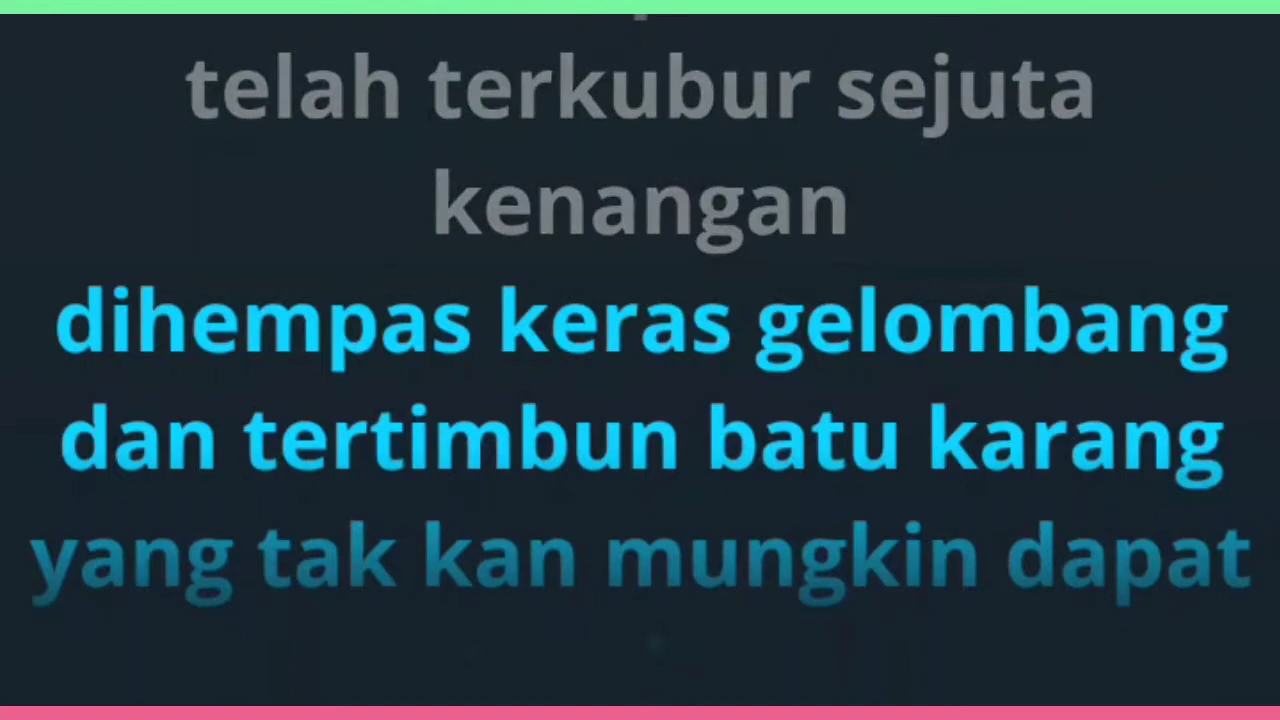 telah terkubur sejuta
kenangan
dihempas keras gelombang
dan tertimbun batu karang
yang tak kan mungkin dapat